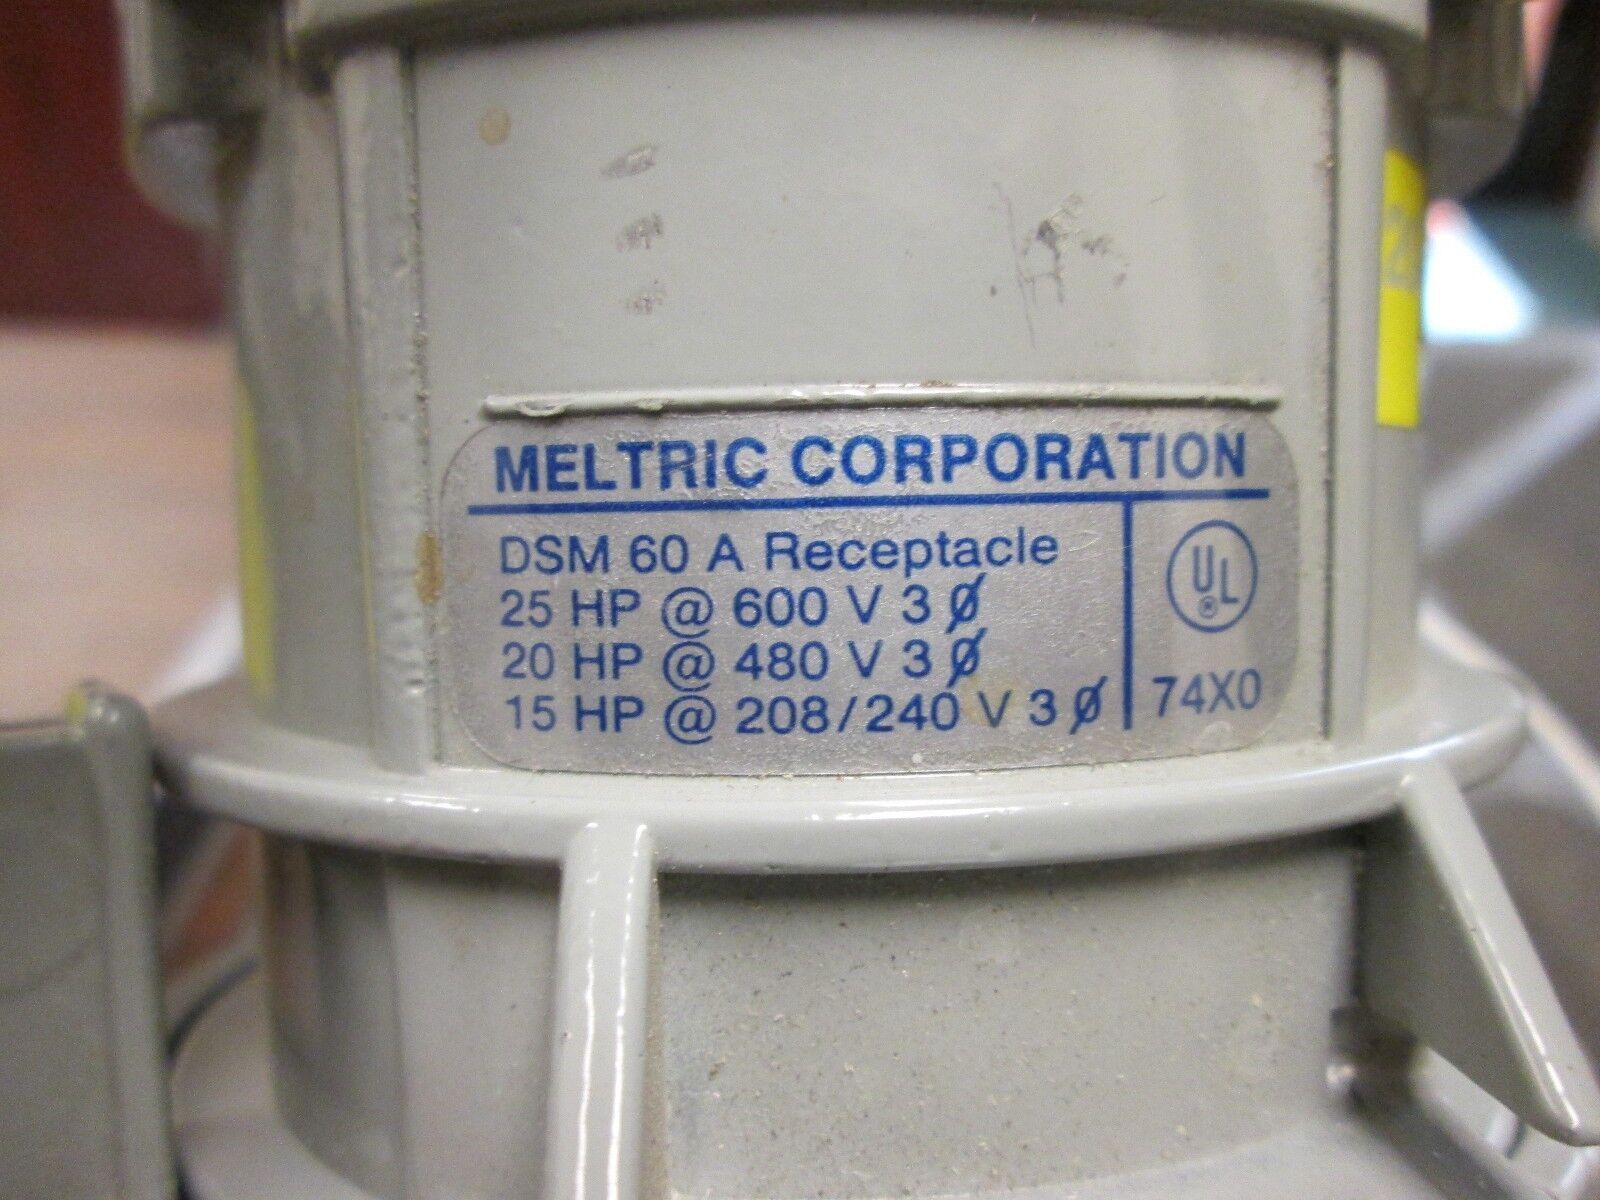 MELTRIC CORPORATION
DSM 60 A Receptacle
25 HP @ 600 V 3 Ø
20 HP @ 480 V 3 Ø
15 HP @ 208/240 V 3 Ø
UL
®
74X0